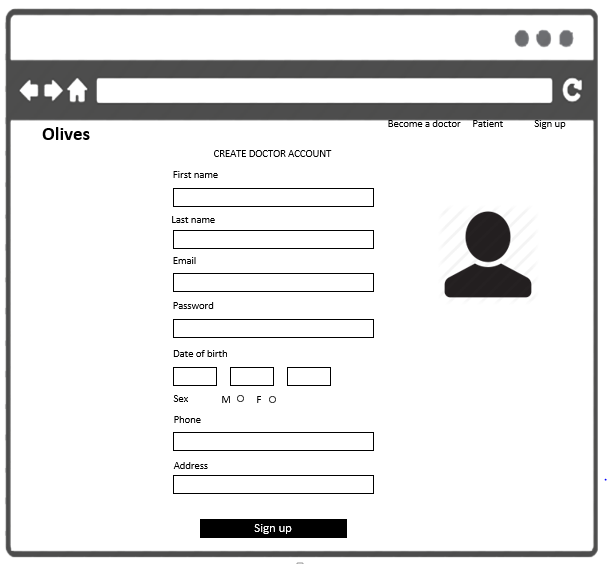 Become a doctor Patient Sign up
Olives
CREATE DOCTOR ACCOUNT
First name
Last name
Email
Password
Date of birth
Sex M O F O
Phone
Address
Sign up